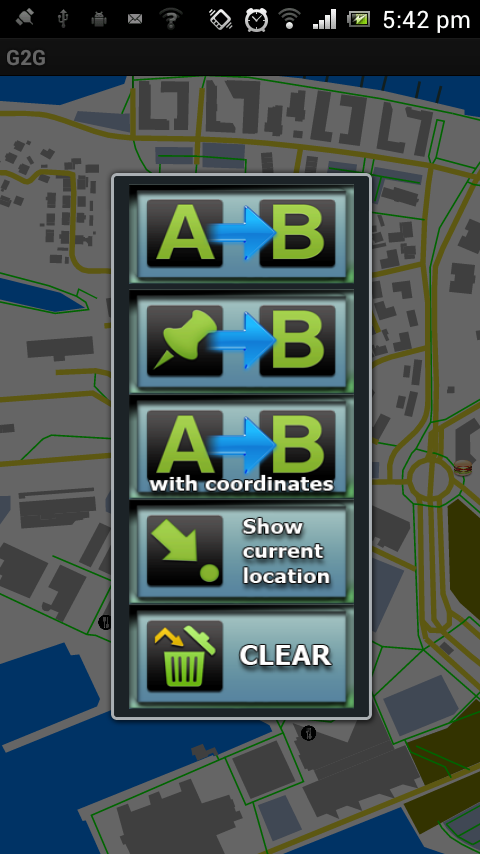 5:42 pm
G2G
A B
B
A B
with coordinates
Show
current
location
CLEAR